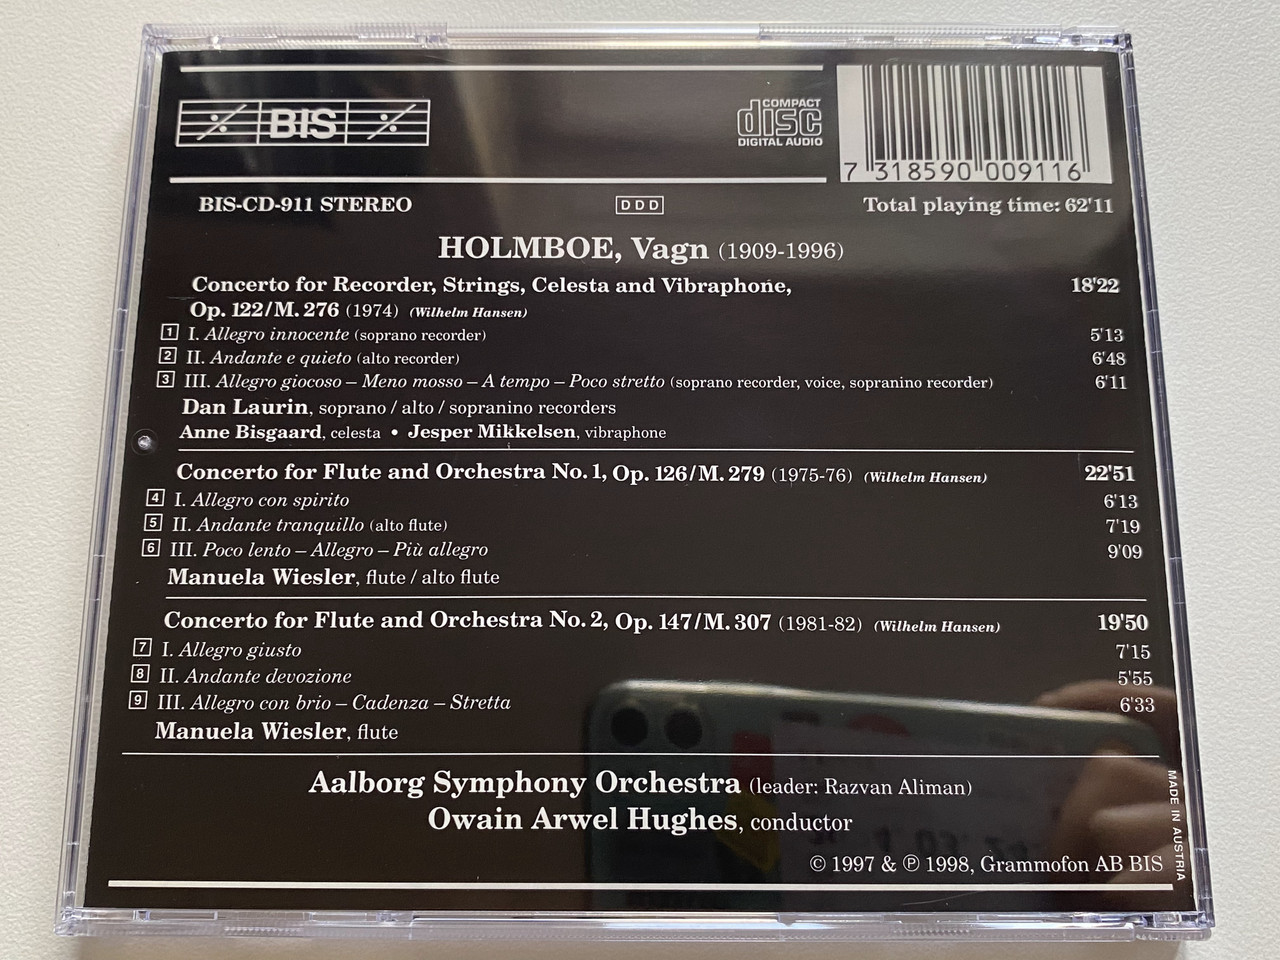 BIS
COMPACT
disc
DIGITAL AUDIO
7 318590 009116
BIS-CD-911 STEREO
DDD
Total playing time: 62'11
HOLMBOE, Vagn (1909-1996)
Concerto for Recorder, Strings, Celesta and Vibraphone, 18'22
Op. 122/M. 276 (1974) (Wilhelm Hansen)
1 I. Allegro innocente (soprano recorder) 5'13
2 II. Andante e quieto (alto recorder) 6'48
3 III. Allegro giocoso – Meno mosso – A tempo – Poco stretto (soprano recorder, voice, sopranino recorder) 6'11
Dan Laurin, soprano / alto / sopranino recorders
Anne Bisgaard, celesta • Jesper Mikkelsen, vibraphone
Concerto for Flute and Orchestra No. 1, Op. 126/M. 279 (1975-76) (Wilhelm Hansen) 22'51
4 I. Allegro con spirito 6'13
5 II. Andante tranquillo (alto flute) 7'19
6 III. Poco lento – Allegro – Più allegro 9'09
Manuela Wiesler, flute / alto flute
Concerto for Flute and Orchestra No. 2, Op. 147/M. 307 (1981-82) (Wilhelm Hansen) 19'50
7 I. Allegro giusto 7'15
8 II. Andante devozione 5'55
9 III. Allegro con brio – Cadenza – Stretta 6'33
Manuela Wiesler, flute
Aalborg Symphony Orchestra (leader: Razvan Aliman)
Owain Arwel Hughes, conductor
© 1997 & ℗ 1998, Grammofon AB BIS
MADE IN AUSTRIA